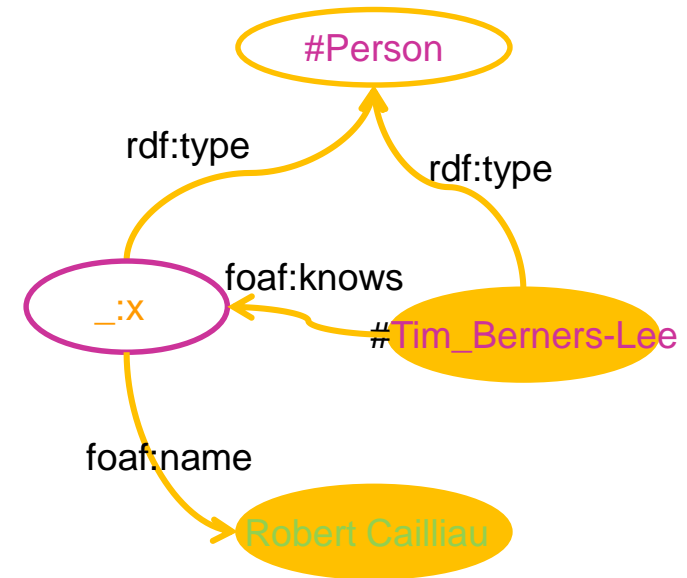 #Person
rdf:type
rdf:type
foaf:knows
_:x
#Tim_Berners-Lee
foaf:name
Robert Cailliau